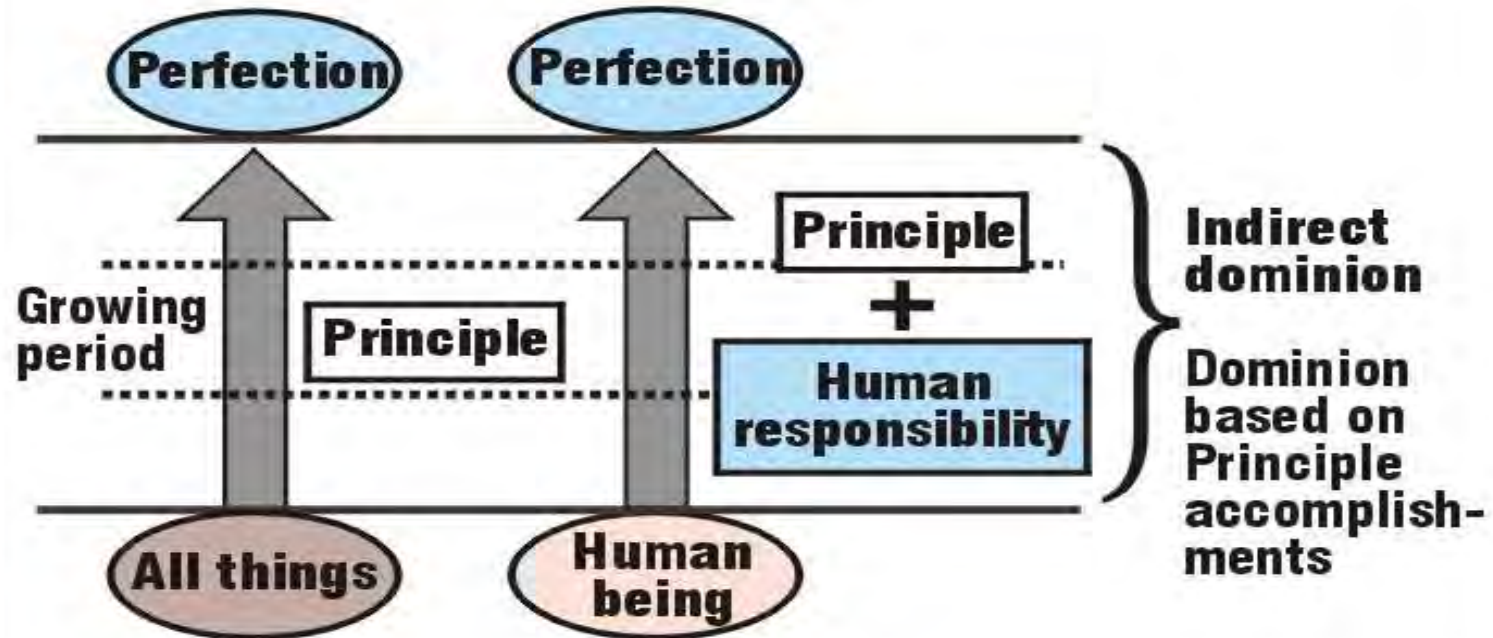 Perfection
Perfection
Principle
+
Human
responsibility
Growing
period
Principle
Indirect
dominion
Dominion
based on
Principle
accomplish-
ments
All things
Human
being